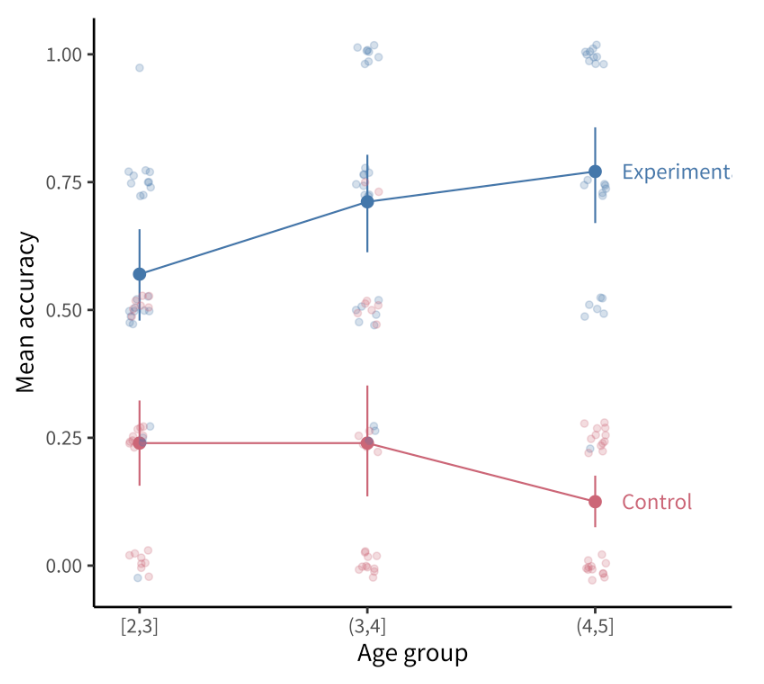 1.00
0.75
0.50
0.25
0.00
Mean accuracy
Experiment
Control
[2,3]
(3,4]
(4,5]
Age group